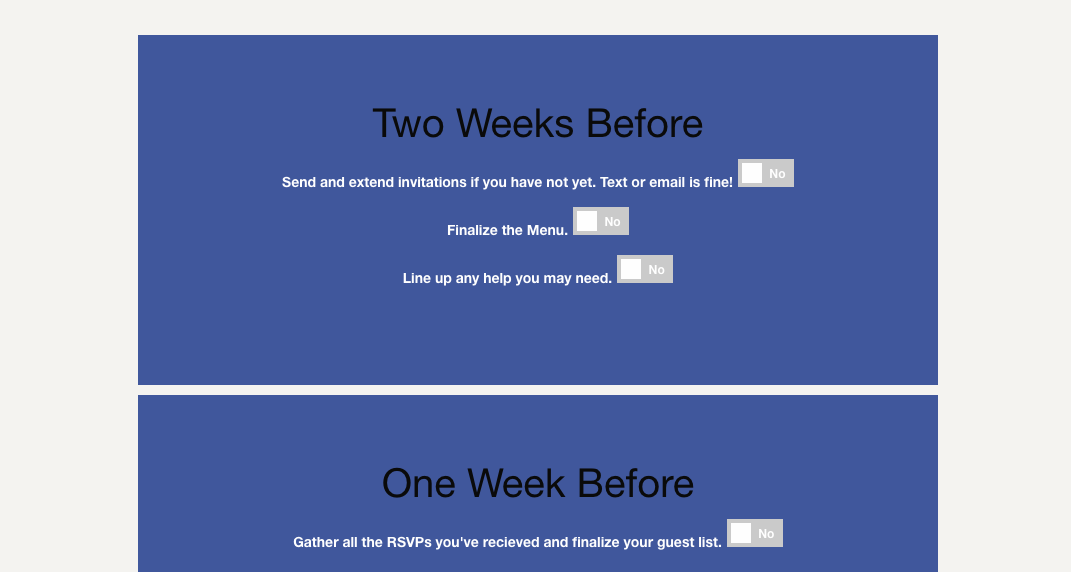 Two Weeks Before
Send and extend invitations if you have not yet. Text or email is fine! No
Finalize the Menu. No
Line up any help you may need. No
One Week Before
Gather all the RSVPs you've recieved and finalize your guest list. No